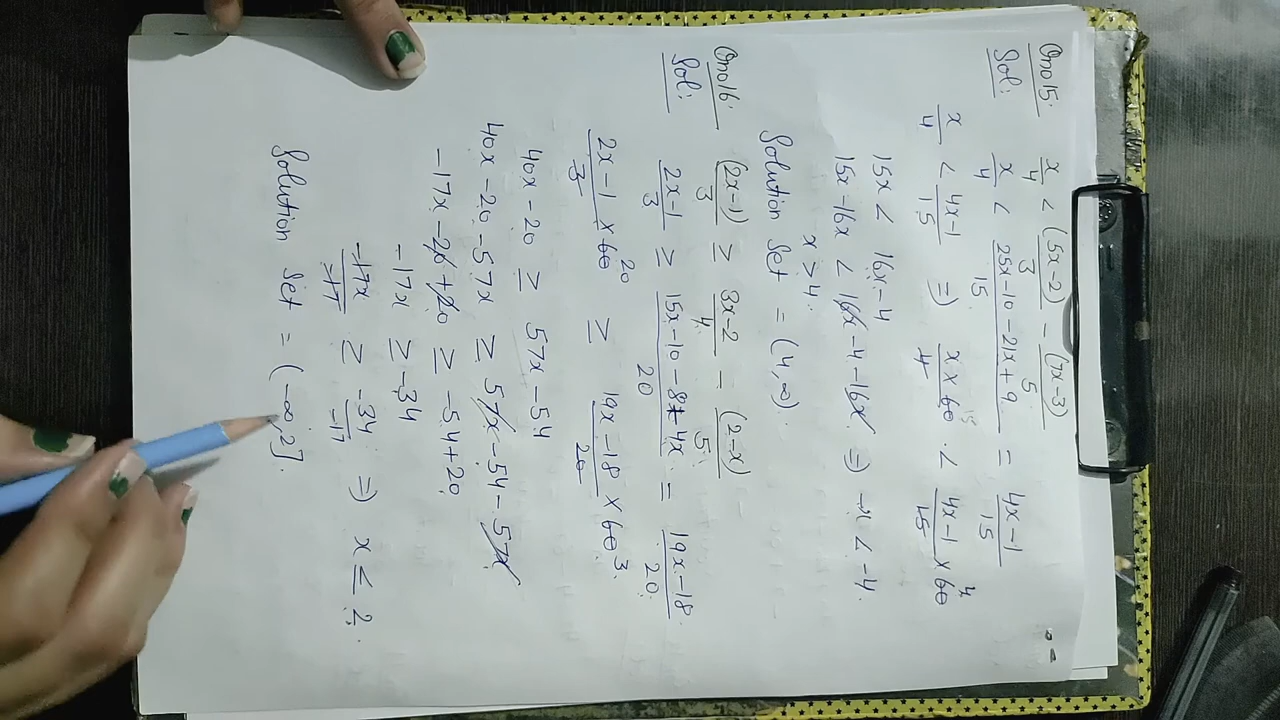 Qno15: x/4 < (5x-2)/3 - (7x-3)/5
Sol: x/4 < 25x-10-21x+9/15 = 4x-1/15
x/4 < 4x-1/15 ⇒ x×60/4 15 < 4x-1/15 ×60 4
15x < 16x-4
15x-16x < 16x-4-16x ⇒ -x < -4.
x > 4.
Solution Set = (4,∞).
Qno16: (2x-1)/3 ≥ 3x-2/4 - (2-x)/5
Sol: 2x-1/3 ≥ 15x-10-8+4x/20 = 19x-18/20
2x-1/3 ×60 20 ≥ 19x-18/20 ×60 3
40x-20 ≥ 57x-54
40x-20-57x ≥ 57x-54-57x
-17x-20+20 ≥ -54+20
-17x ≥ -34
-17x/-17 ≥ -34/-17 ⇒ x ≤ 2.
Solution Set = (-∞,2].